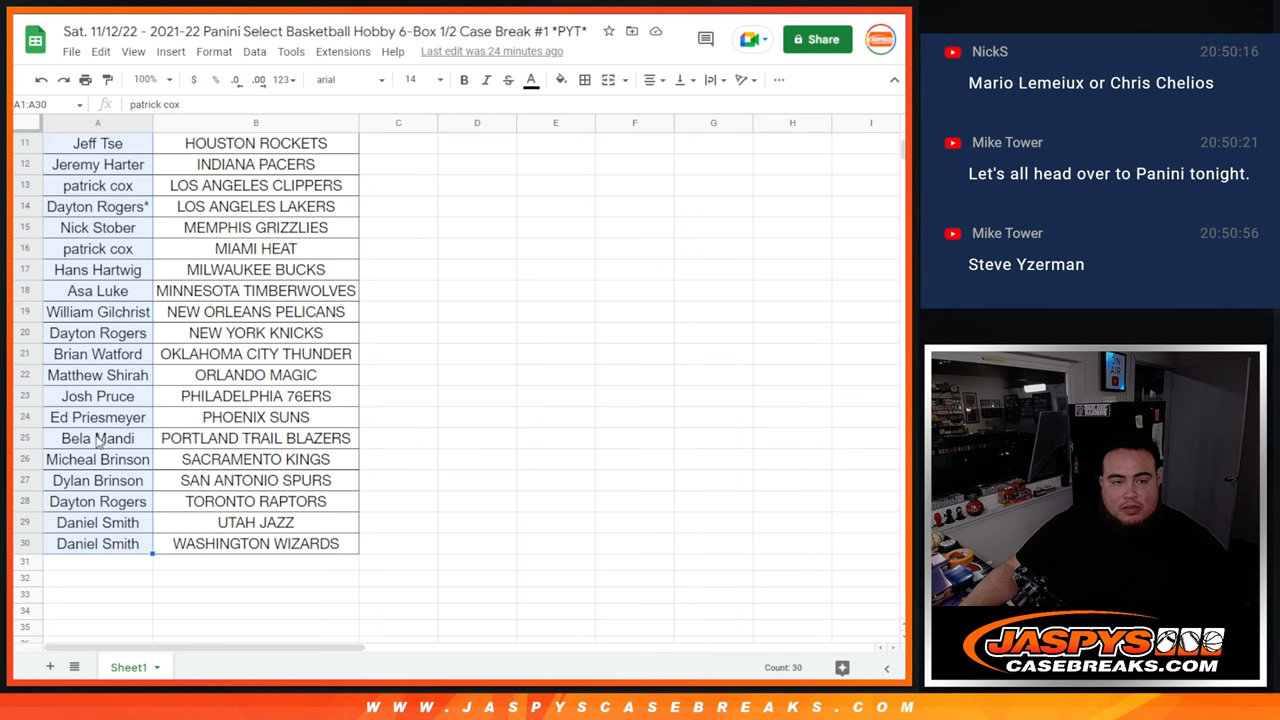 Sat. 11/12/22 - 2021-22 Panini Select Basketball Hobby 6-Box 1/2 Case Break #1 *PYT*
File Edit View Insert Format Data Tools Extensions Help Last edit was 24 minutes ago
Share
100% $ % .0 .00 123 arial 14 B I S A
A1:A30 fx patrick cox
A B C D E F G H I
11 Jeff Tse HOUSTON ROCKETS
12 Jeremy Harter INDIANA PACERS
13 patrick cox LOS ANGELES CLIPPERS
14 Dayton Rogers* LOS ANGELES LAKERS
15 Nick Stober MEMPHIS GRIZZLIES
16 patrick cox MIAMI HEAT
17 Hans Hartwig MILWAUKEE BUCKS
18 Asa Luke MINNESOTA TIMBERWOLVES
19 William Gilchrist NEW ORLEANS PELICANS
20 Dayton Rogers NEW YORK KNICKS
21 Brian Watford OKLAHOMA CITY THUNDER
22 Matthew Shirah ORLANDO MAGIC
23 Josh Pruce PHILADELPHIA 76ERS
24 Ed Priesmeyer PHOENIX SUNS
25 Bela Mandi PORTLAND TRAIL BLAZERS
26 Micheal Brinson SACRAMENTO KINGS
27 Dylan Brinson SAN ANTONIO SPURS
28 Dayton Rogers TORONTO RAPTORS
29 Daniel Smith UTAH JAZZ
30 Daniel Smith WASHINGTON WIZARDS
31
32
33
34
35
Sheet1
Count: 30
NickS 20:50:16
Mario Lemeiux or Chris Chelios
Mike Tower 20:50:21
Let's all head over to Panini tonight.
Mike Tower 20:50:56
Steve Yzerman
ON AIR
JASPYS
CASEBREAKS.COM
WWW.JASPYSCASEBREAKS.COM